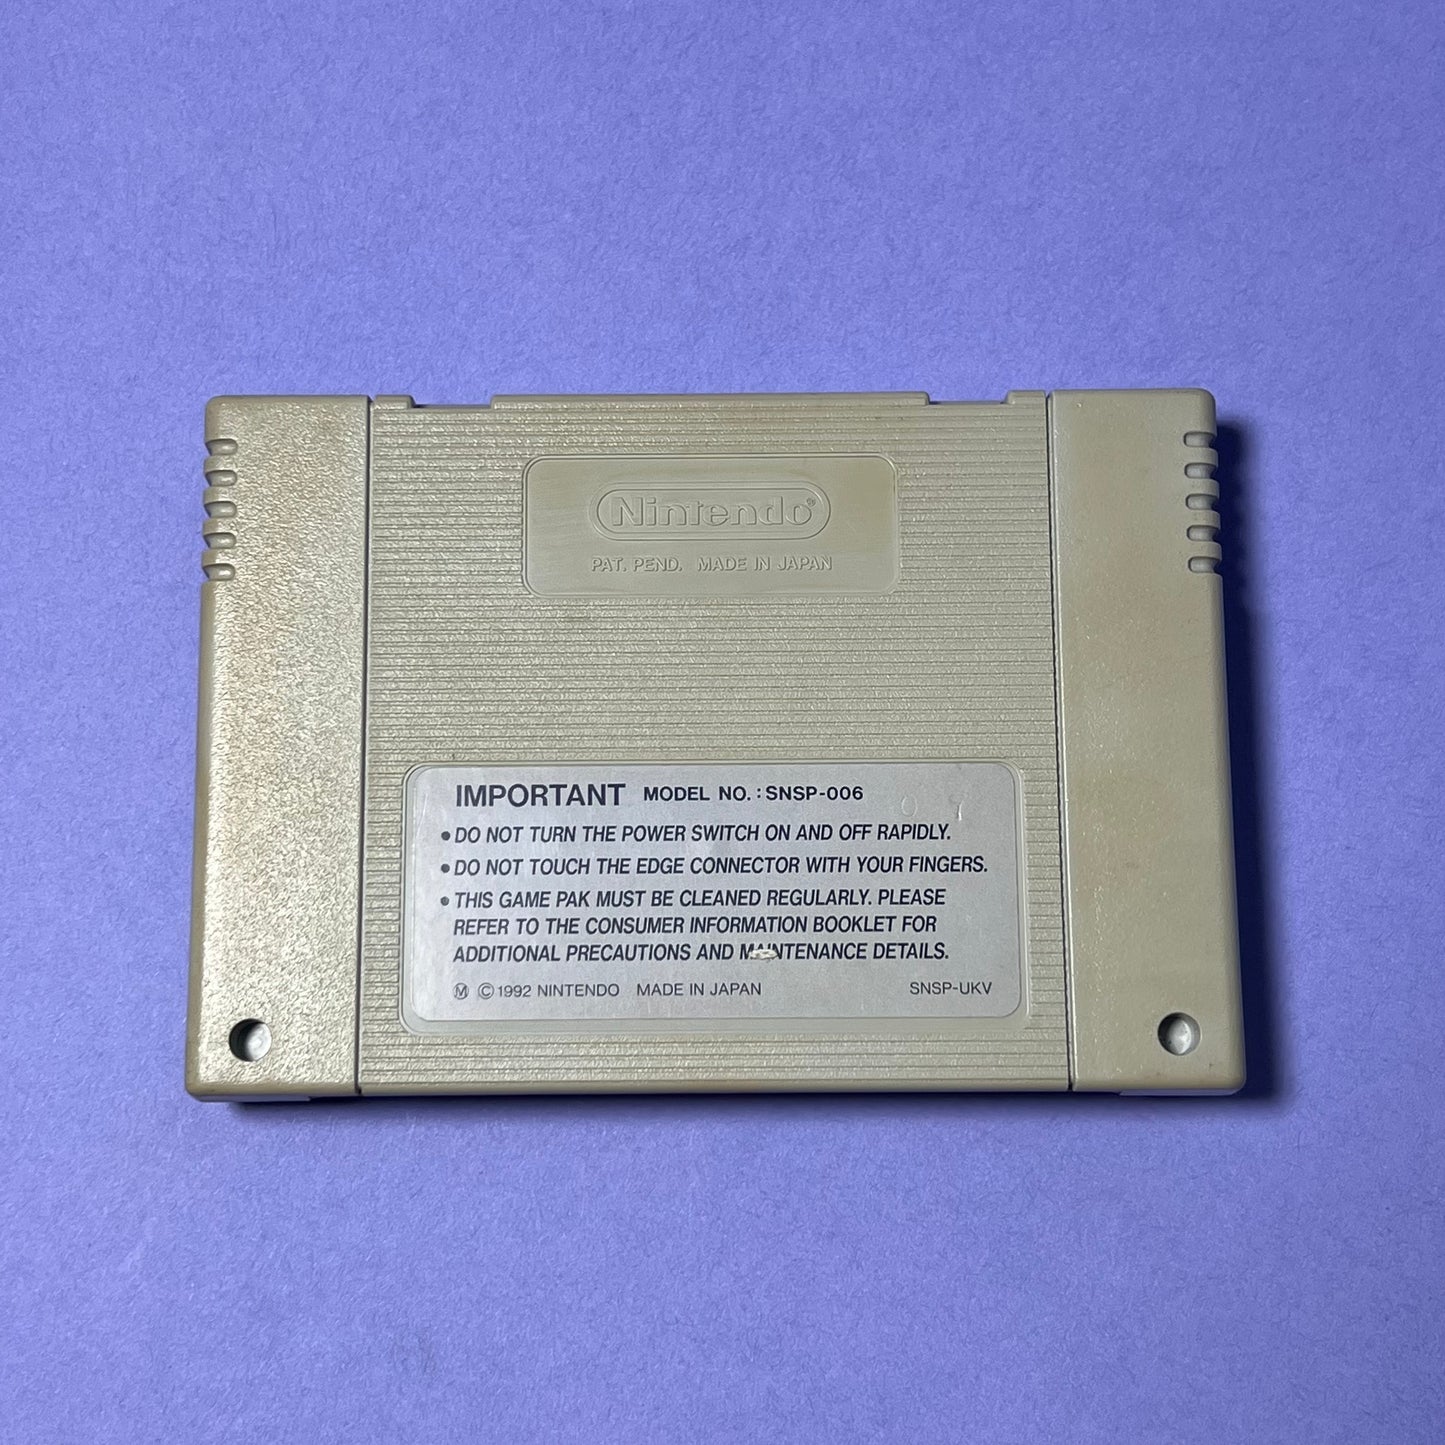 Nintendo®
PAT. PEND. MADE IN JAPAN
IMPORTANT MODEL NO. : SNSP-006
09
• DO NOT TURN THE POWER SWITCH ON AND OFF RAPIDLY.
• DO NOT TOUCH THE EDGE CONNECTOR WITH YOUR FINGERS.
• THIS GAME PAK MUST BE CLEANED REGULARLY. PLEASE
REFER TO THE CONSUMER INFORMATION BOOKLET FOR
ADDITIONAL PRECAUTIONS AND MAINTENANCE DETAILS.
Ⓜ © 1992 NINTENDO MADE IN JAPAN SNSP-UKV